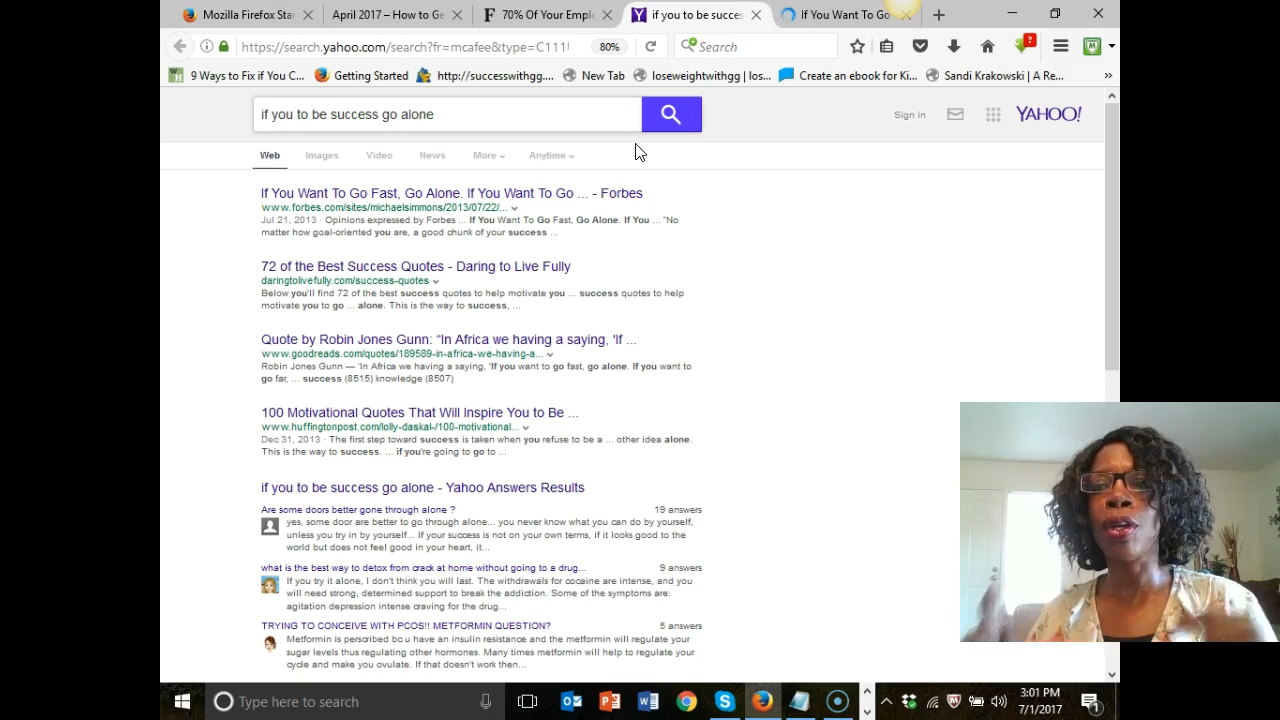 Mozilla Firefox Sta
April 2017 – How to Ge
70% Of Your Empl
if you to be succes
If You Want To Go
https://search.yahoo.com/search?fr=mcafee&type=C111
80%
Search
?
9 Ways to Fix if You C...
Getting Started
http://successwithgg....
New Tab
loseweightwithgg | los...
Create an ebook for Ki...
Sandi Krakowski | A Re...
»
if you to be success go alone
Sign in
YAHOO!
Web
Images
Video
News
More
Anytime
If You Want To Go Fast, Go Alone. If You Want To Go ... - Forbes
www.forbes.com/sites/michaelsimmons/2013/07/22/...
Jul 21, 2013 · Opinions expressed by Forbes ... If You Want To Go Fast, Go Alone. If You ... "No
matter how goal-oriented you are, a good chunk of your success ...
72 of the Best Success Quotes - Daring to Live Fully
daringtolivefully.com/success-quotes
Below you'll find 72 of the best success quotes to help motivate you ... success quotes to help
motivate you to go ... alone. This is the way to success, ...
Quote by Robin Jones Gunn: “In Africa we having a saying, 'If ...
www.goodreads.com/quotes/189589-in-africa-we-having-a...
Robin Jones Gunn — 'In Africa we having a saying, 'If you want to go fast, go alone. If you want to
go far, ... success (8515) knowledge (8507)
100 Motivational Quotes That Will Inspire You to Be ...
www.huffingtonpost.com/lolly-daskal-/100-motivational...
Dec 31, 2013 · The first step toward success is taken when you refuse to be a ... other idea alone.
This is the way to success. ... if you're going to go to ...
if you to be success go alone - Yahoo Answers Results
Are some doors better gone through alone ?
19 answers
yes, some door are better to go through alone... you never know what you can do by yourself,
unless you try in by yourself... If your success is not on your own terms, if it looks good to the
world but does not feel good in your heart, it...
what is the best way to detox from crack at home without going to a drug...
9 answers
If you try it alone, I don't think you will last. The withdrawals for cocaine are intense, and you
will need strong, determined support to break the addiction. Some of the symptoms are:
agitation depression intense craving for the drug...
TRYING TO CONCEIVE WITH PCOS!! METFORMIN QUESTION?
5 answers
Metformin is perscribed bc u have an insulin resistance and the metformin will regulate your
sugar levels thus regulating other hormones. Many times metformin will help to regulate your
cycle and make you ovulate. If that doesn't work then...
Type here to search
3:01 PM
7/1/2017
1